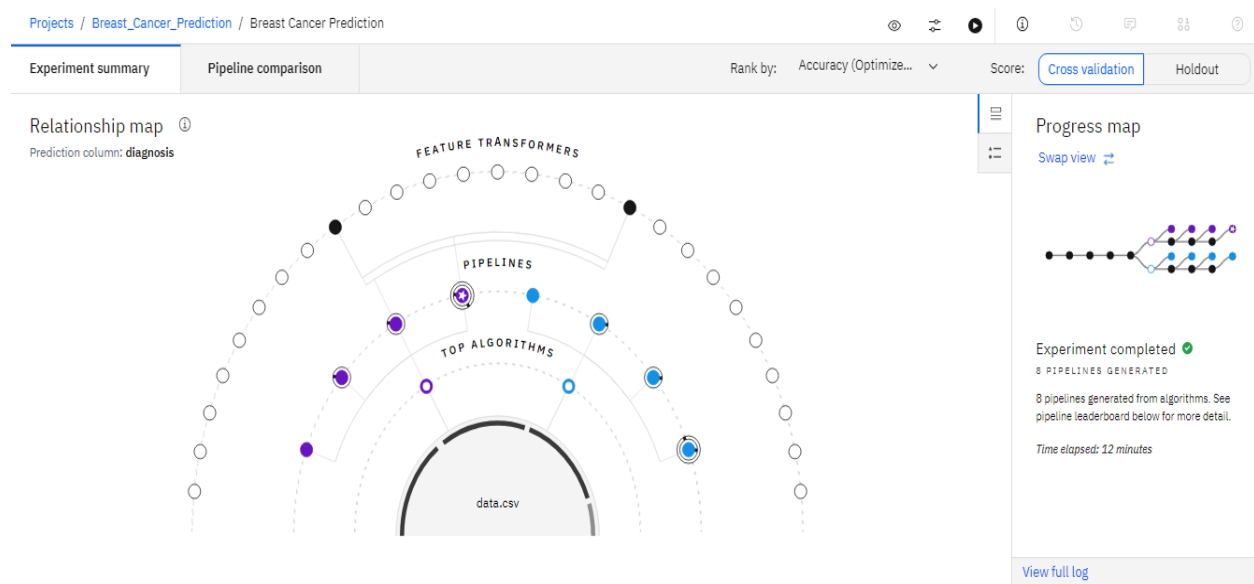 Projects / Breast_Cancer_Prediction / Breast Cancer Prediction
Experiment summary
Pipeline comparison
Rank by: Accuracy (Optimize...
Score: Cross validation Holdout
Relationship map
Prediction column: diagnosis
FEATURE TRANSFORMERS
PIPELINES
TOP ALGORITHMS
data.csv
Progress map
Swap view
Experiment completed
8 PIPELINES GENERATED
8 pipelines generated from algorithms. See
pipeline leaderboard below for more detail.
Time elapsed: 12 minutes
View full log